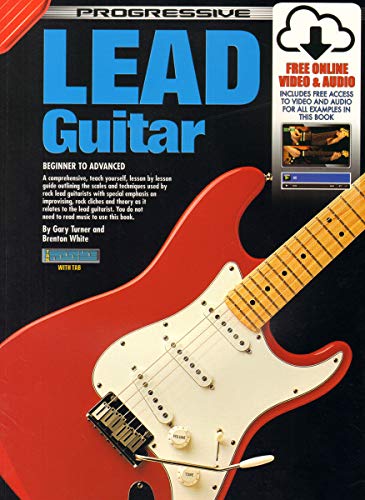 PROGRESSIVE
LEAD
Guitar
BEGINNER TO ADVANCED
A comprehensive, teach yourself, lesson by lesson
guide outlining the scales and techniques used by
rock lead guitarists with special emphasis on
improvising, rock cliches and theory as it
relates to the lead guitarist. You do not
need to read music to use this book.
By Gary Turner and
Brenton White
WITH TAB
FREE ONLINE
VIDEO & AUDIO
INCLUDES FREE ACCESS
TO VIDEO AND AUDIO
FOR ALL EXAMPLES IN
THIS BOOK
VOLUME
TONE